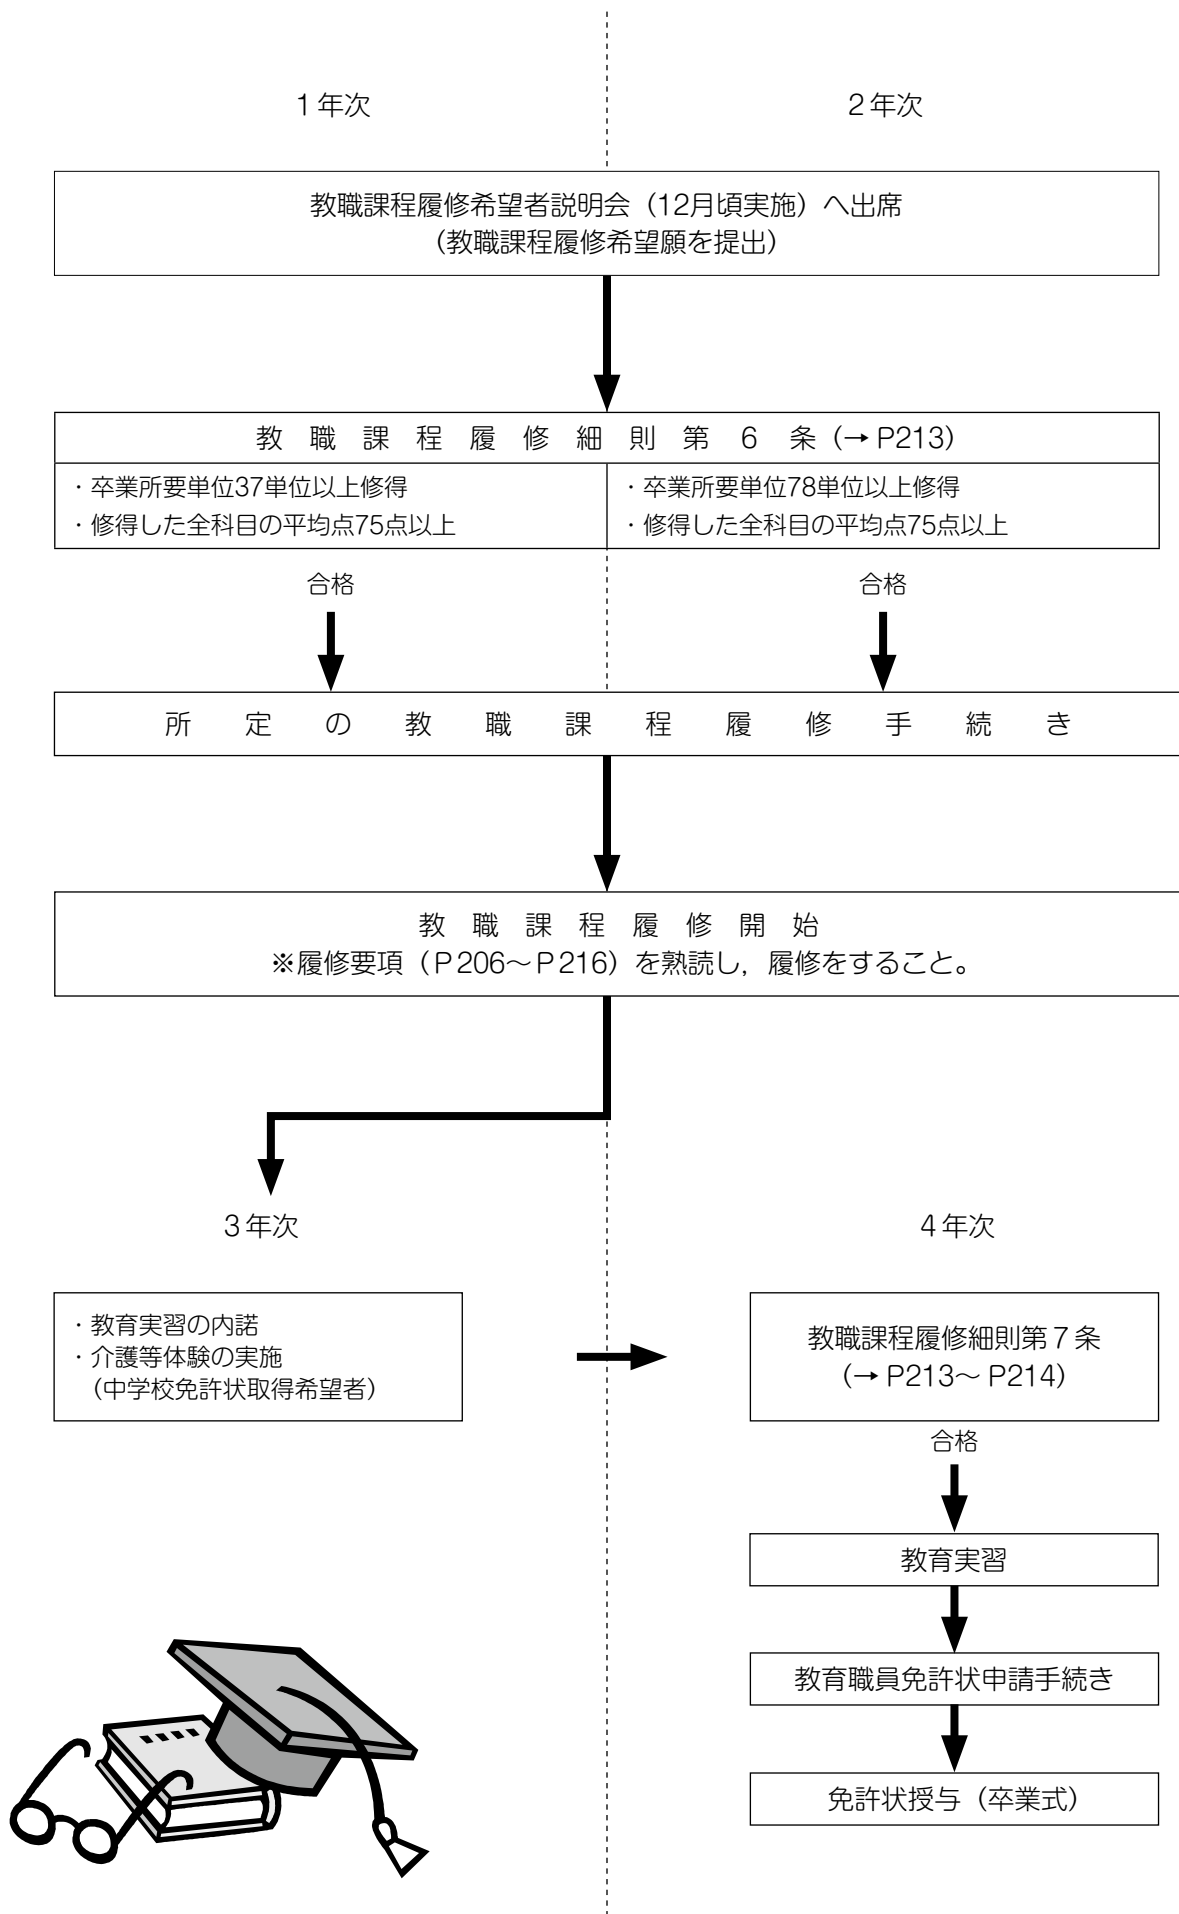 1年次
2年次
教職課程履修希望者説明会（12月頃実施）へ出席
（教職課程履修希望願を提出）
教職課程履修細則第6条（→P213）
・卒業所要単位37単位以上修得
・修得した全科目の平均点75点以上
・卒業所要単位78単位以上修得
・修得した全科目の平均点75点以上
合格
合格
所定の教職課程履修手続き
教職課程履修開始
※履修要項（P206～P216）を熟読し，履修をすること。
3年次
4年次
・教育実習の内諾
・介護等体験の実施
（中学校免許状取得希望者）
教職課程履修細則第7条
（→P213～P214）
合格
教育実習
教育職員免許状申請手続き
免許状授与（卒業式）